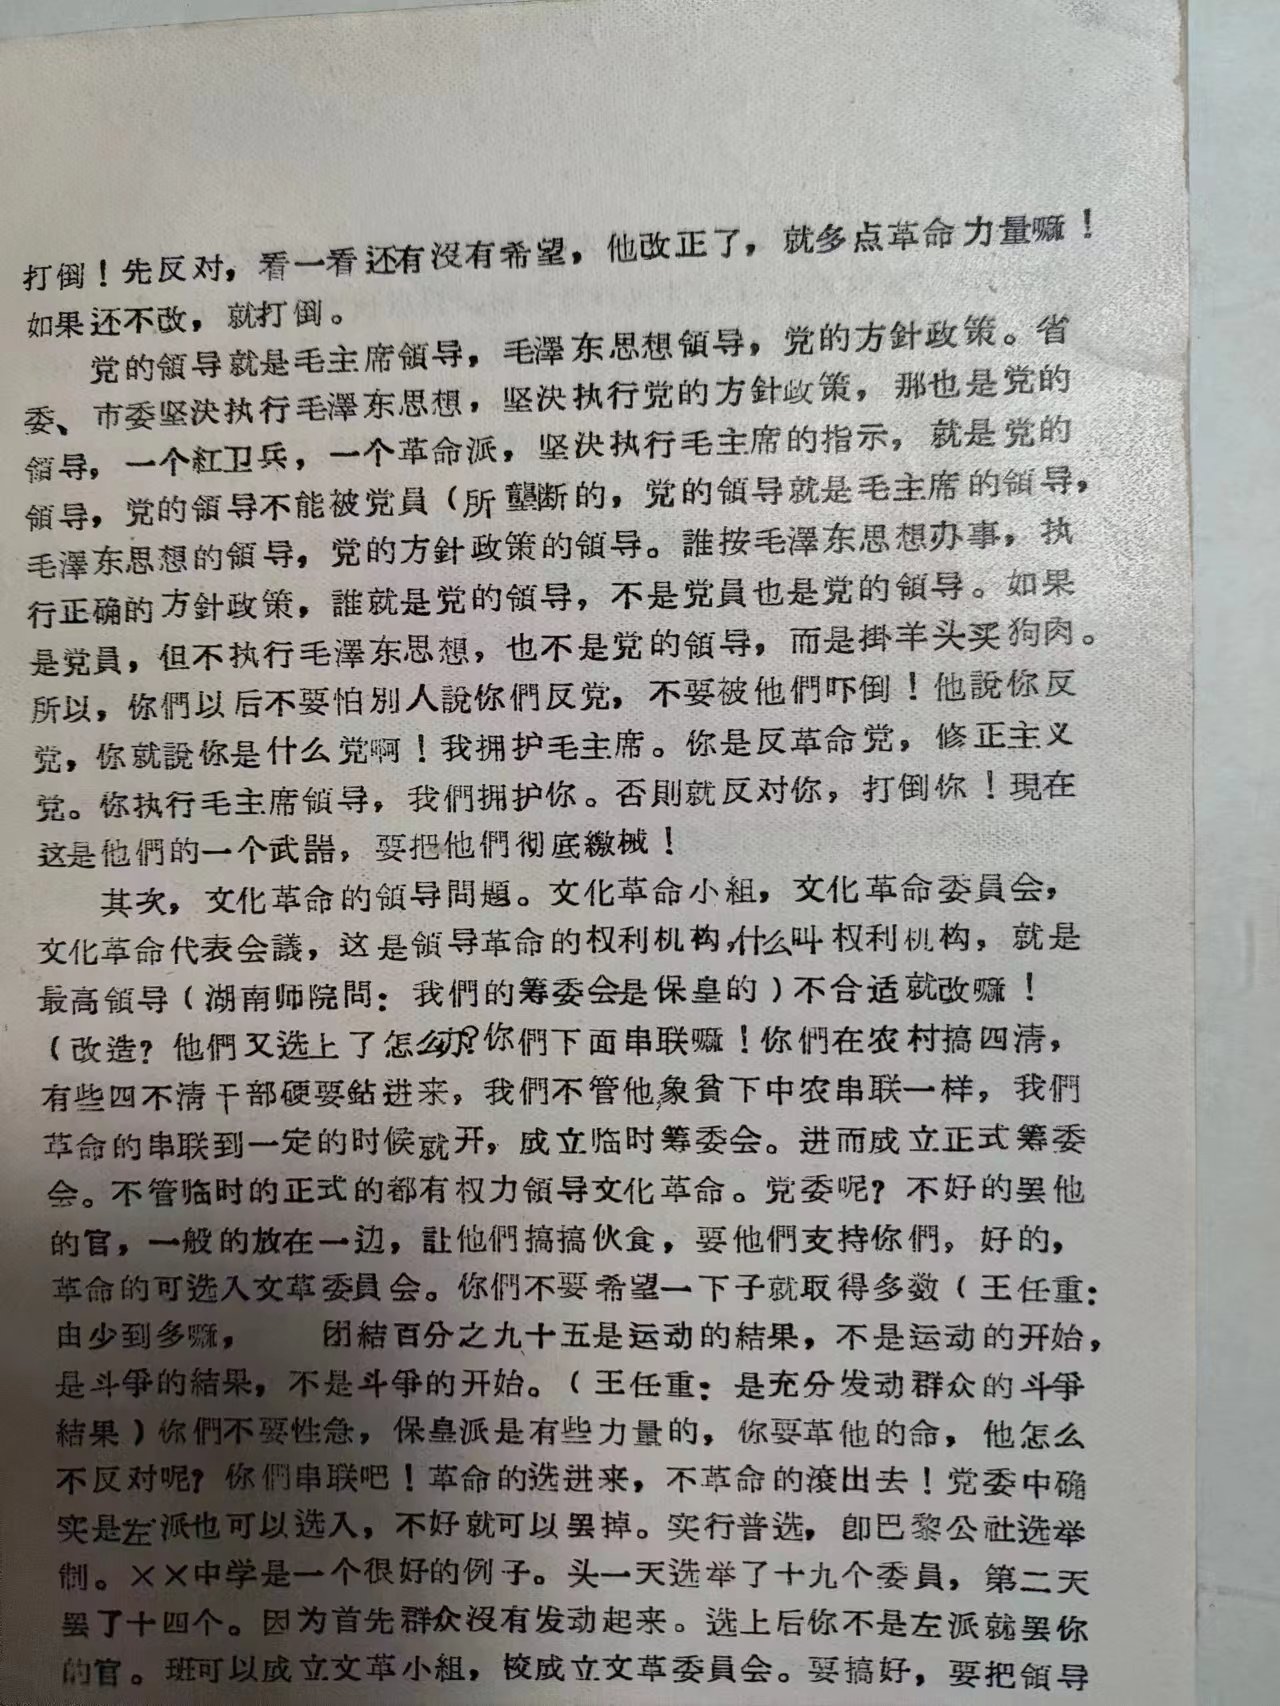 打倒！先反对，看一看还有沒有希望，他改正了，就多点革命力量嘛！
如果还不改，就打倒。
党的領导就是毛主席領导，毛澤东思想領导，党的方針政策。省
委、市委坚决执行毛澤东思想，坚决执行党的方針政策，那也是党的
領导，一个紅卫兵，一个革命派，坚决执行毛主席的指示，就是党的
領导，党的領导不能被党員（所壟断的，党的領导就是毛主席的領导，
毛澤东思想的領导，党的方針政策的領导。誰按毛澤东思想办事，执
行正确的方針政策，誰就是党的領导，不是党員也是党的領导。如果
是党員，但不执行毛澤东思想，也不是党的領导，而是掛羊头买狗肉。
所以，你們以后不要怕別人說你們反党，不要被他們吓倒！他說你反
党，你就說你是什么党啊！我拥护毛主席。你是反革命党，修正主义
党。你执行毛主席領导，我們拥护你。否則就反对你，打倒你！現在
这是他們的一个武器，要把他們彻底繳械！
其次，文化革命的領导問題。文化革命小組，文化革命委員会，
文化革命代表会議，这是領导革命的权利机构，什么叫权利机构，就是
最高領导（湖南师院問：我們的筹委会是保皇的）不合适就改嘛！
（改造？他們又选上了怎么办？你們下面串联嘛！你們在农村搞四清，
有些四不清干部硬要鉆进来，我們不管他，象貧下中农串联一样，我們
革命的串联到一定的时候就开，成立临时筹委会。进而成立正式筹委
会。不管临时的正式的都有权力領导文化革命。党委呢？不好的罢他
的官，一般的放在一边，讓他們搞搞伙食，要他們支持你們，好的，
革命的可选入文革委員会。你們不要希望一下子就取得多数（王任重：
由少到多嘛，　　团結百分之九十五是运动的結果，不是运动的开始，
是斗爭的結果，不是斗爭的开始。（王任重：是充分发动群众的斗爭
結果）你們不要性急，保皇派是有些力量的，你要革他的命，他怎么
不反对呢？你們串联吧！革命的选进来，不革命的滾出去！党委中确
实是左派也可以选入，不好就可以罢掉。实行普选，卽巴黎公社选举
制。××中学是一个很好的例子。头一天选举了十九个委員，第二天
罢了十四个。因为首先群众沒有发动起来。选上后你不是左派就罢你
的官。班可以成立文革小組，校成立文革委員会。要搞好，要把領导